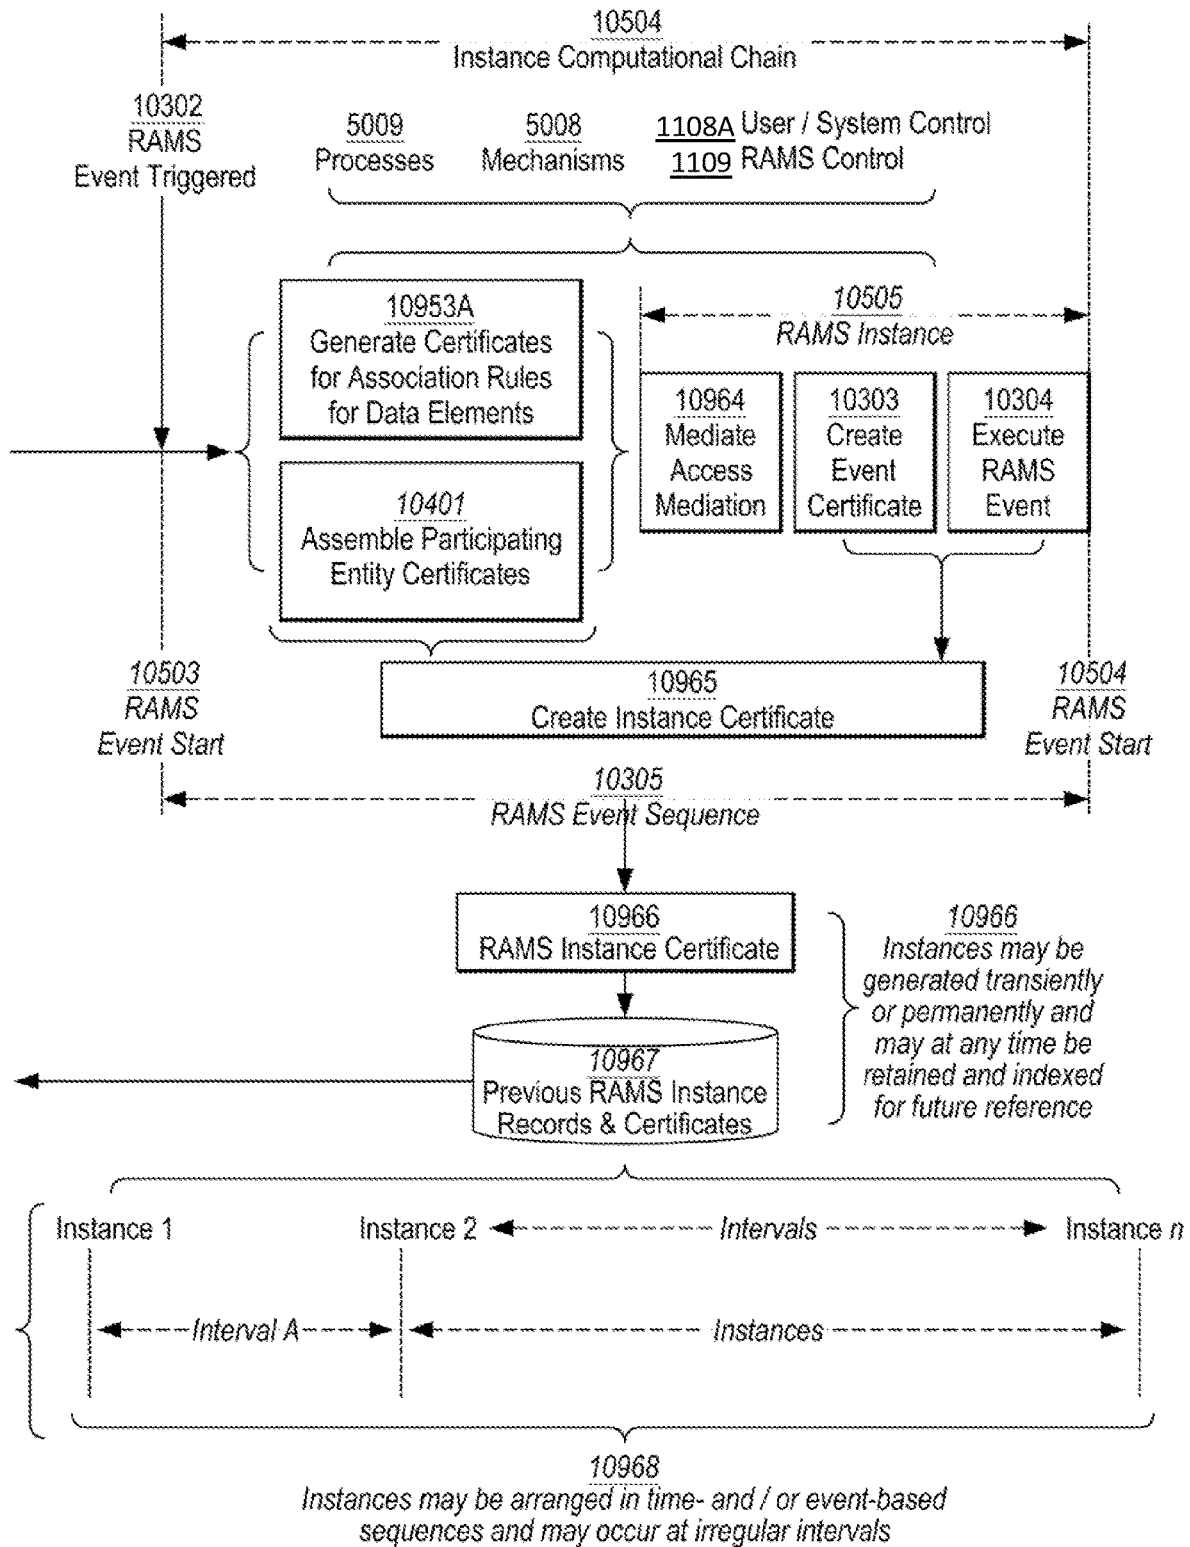 10504
Instance Computational Chain
10302
RAMS
Event Triggered
5009
Processes
5008
Mechanisms
1108A User / System Control
1109 RAMS Control
10953A
Generate Certificates
for Association Rules
for Data Elements
10401
Assemble Participating
Entity Certificates
10505
RAMS Instance
10964
Mediate
Access
Mediation
10303
Create
Event
Certificate
10304
Execute
RAMS
Event
10965
Create Instance Certificate
10503
RAMS
Event Start
10504
RAMS
Event Start
10305
RAMS Event Sequence
10966
RAMS Instance Certificate
10966
Instances may be
generated transiently
or permanently and
may at any time be
retained and indexed
for future reference
10967
Previous RAMS Instance
Records & Certificates
Instance 1
Instance 2
Intervals
Instance n
Interval A
Instances
10968
Instances may be arranged in time- and / or event-based
sequences and may occur at irregular intervals